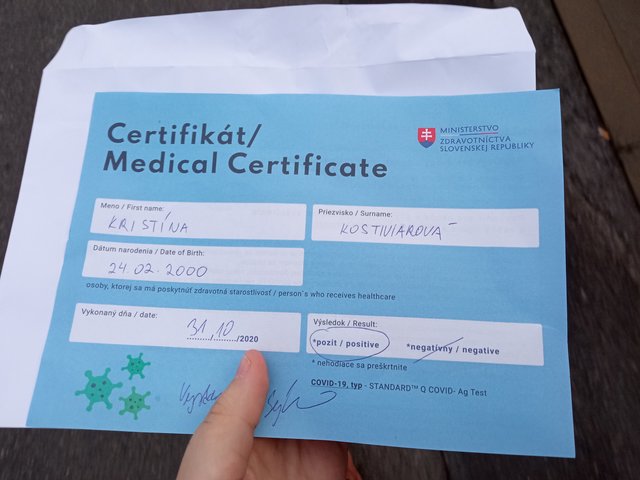 Certifikát/
Medical Certificate
MINISTERSTVO
ZDRAVOTNÍCTVA
SLOVENSKEJ REPUBLIKY
Meno / First name:
KRISTÍNA
Priezvisko / Surname:
KOSTIVIAROVÁ
Dátum narodenia / Date of Birth:
24.02.2000
osoby, ktorej sa má poskytnúť zdravotná starostlivosť / person`s who receives healthcare
Vykonaný dňa / date:
31,10/2020
Výsledok / Result:
*pozit / positive *negatívny / negative
* nehodiace sa preškrtnite
COVID-19, typ - STANDARD™ Q COVID- Ag Test